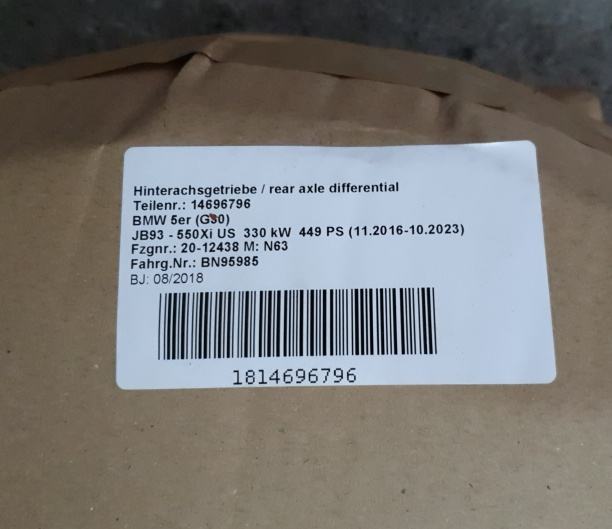 Hinterachsgetriebe / rear axle differential
Teilenr.: 14696796
BMW 5er (G30)
JB93 - 550Xi US 330 kW 449 PS (11.2016-10.2023)
Fzgnr.: 20-12438 M: N63
Fahrg.Nr.: BN95985
BJ: 08/2018
1814696796